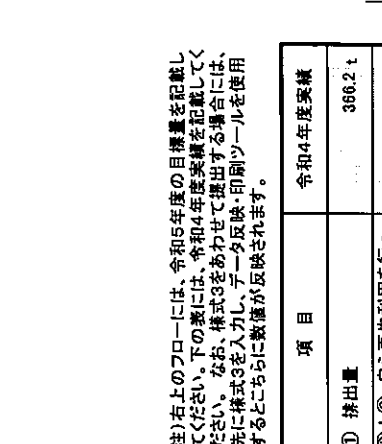 注)右上のフローには、令和5年度の目標量を記載し
てください。下の表には、令和4年度実績を記載してく
ださい。なお、様式3をあわせて提出する場合には、
先に様式3を入力し、データ反映・印刷ツールを使用
するとこちらに数値が反映されます。
項 目
令和4年度実績
① 排出量
366.2 t